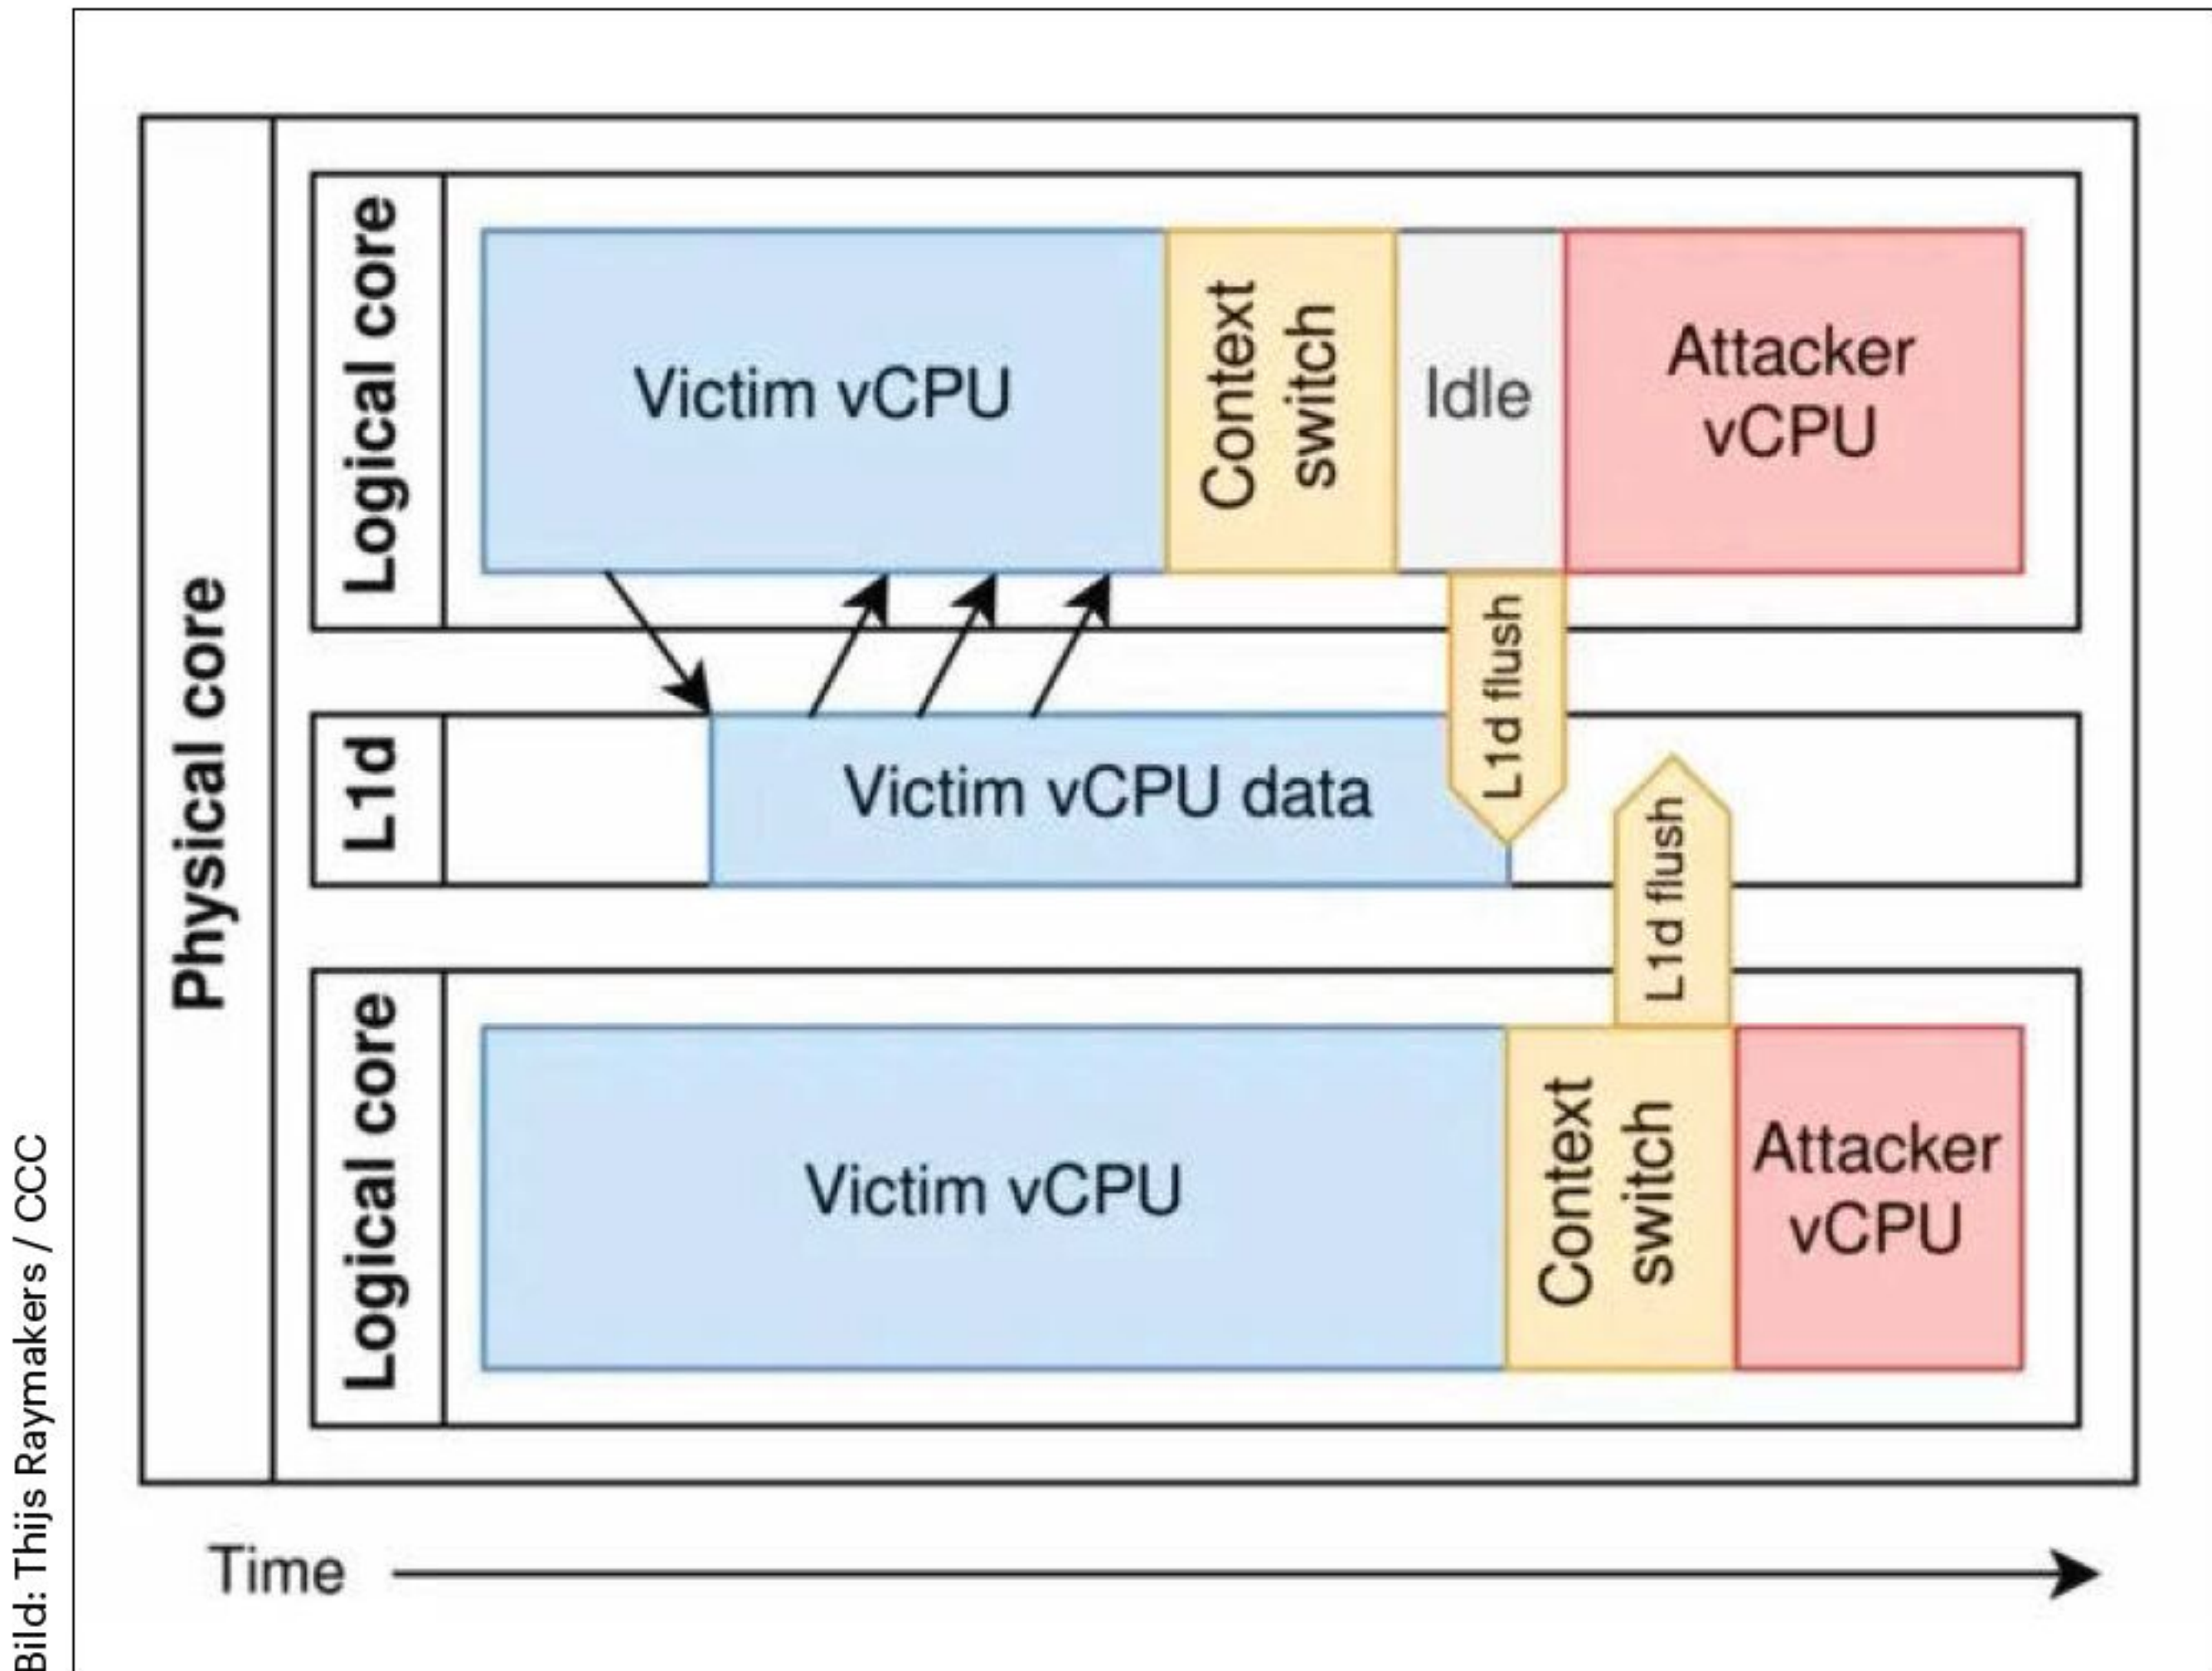 Physical core
Logical core
Victim vCPU
Context
switch
Idle
Attacker
vCPU
L1d flush
L1d
Victim vCPU data
L1d flush
Logical core
Victim vCPU
Context
switch
Attacker
vCPU
Time
Bild: Thijs Raymakers / CCC